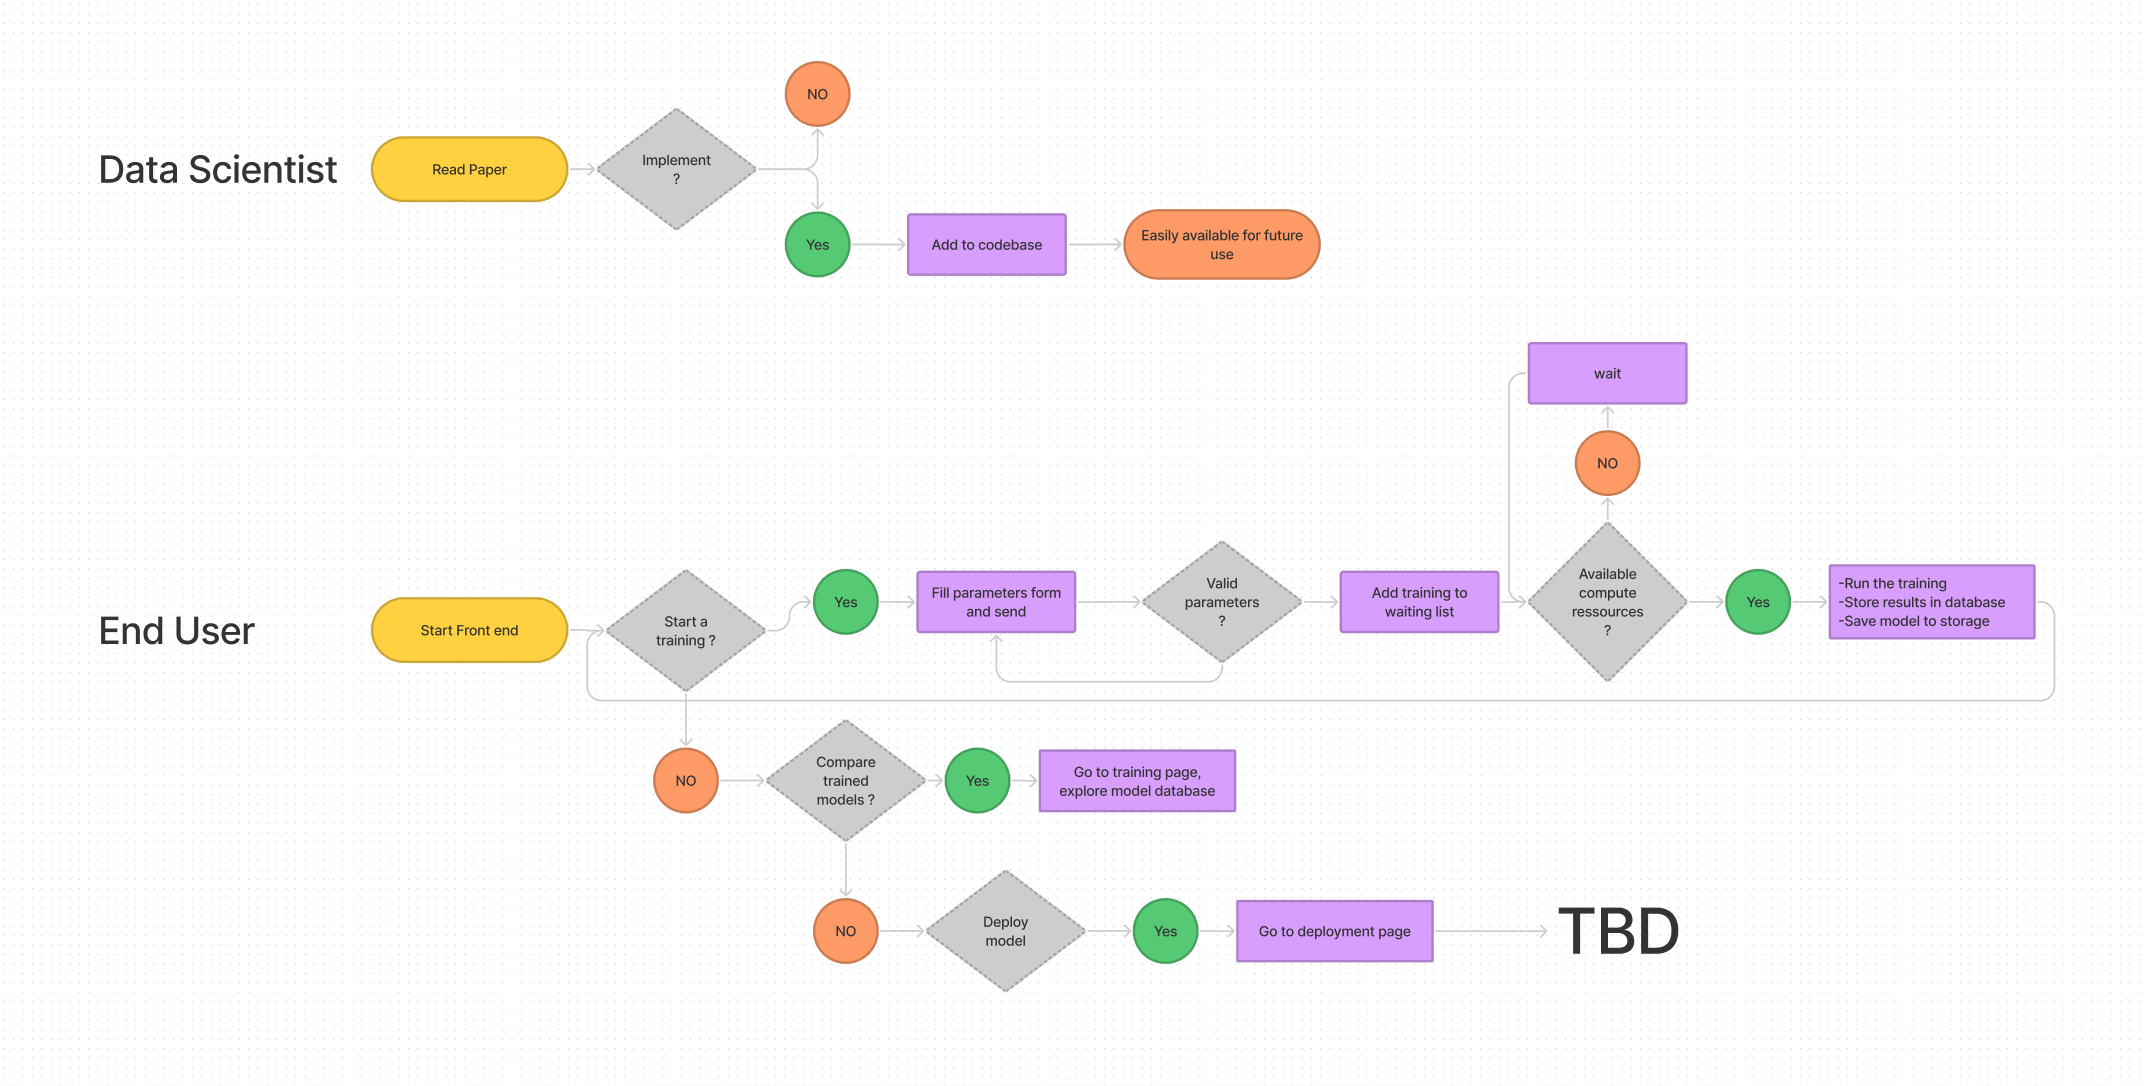 NO
Data Scientist
Read Paper
Implement
?
Yes
Add to codebase
Easily available for future
use
wait
NO
End User
Start Front end
Start a
training ?
Yes
Fill parameters form
and send
Valid
parameters
?
Add training to
waiting list
Available
compute
ressources
?
Yes
-Run the training
-Store results in database
-Save model to storage
NO
Compare
trained
models ?
Yes
Go to training page,
explore model database
NO
Deploy
model
Yes
Go to deployment page
TBD